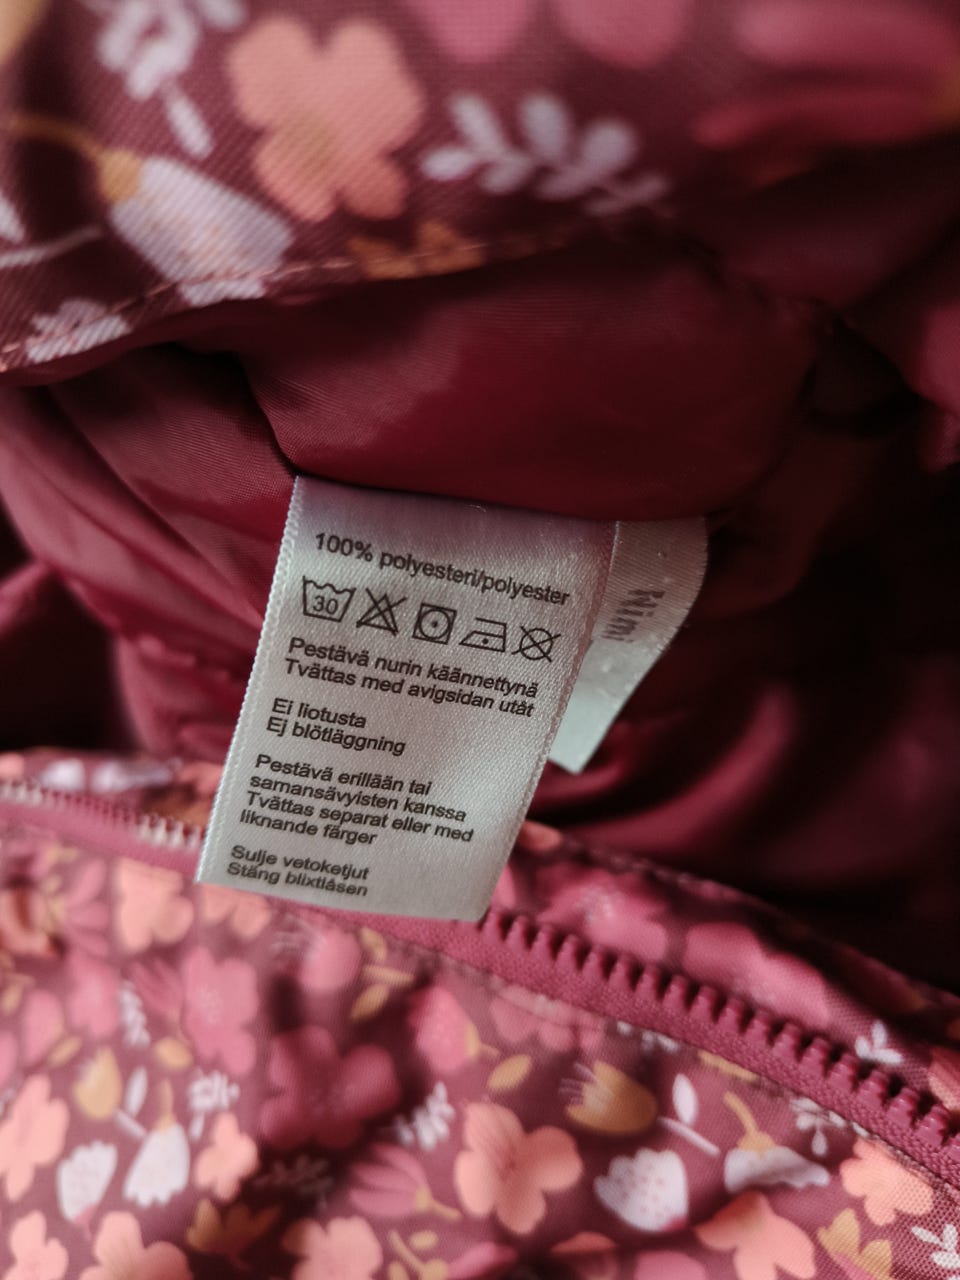 100% polyesteri/polyester
30
Pestävä nurin käännettynä
Tvättas med avigsidan utåt
Ei liotusta
Ej blötläggning
Pestävä erillään tai
samansävyisten kanssa
Tvättas separat eller med
liknande färger
Sulje vetoketjut
Stäng blixtlåsen
Nimi